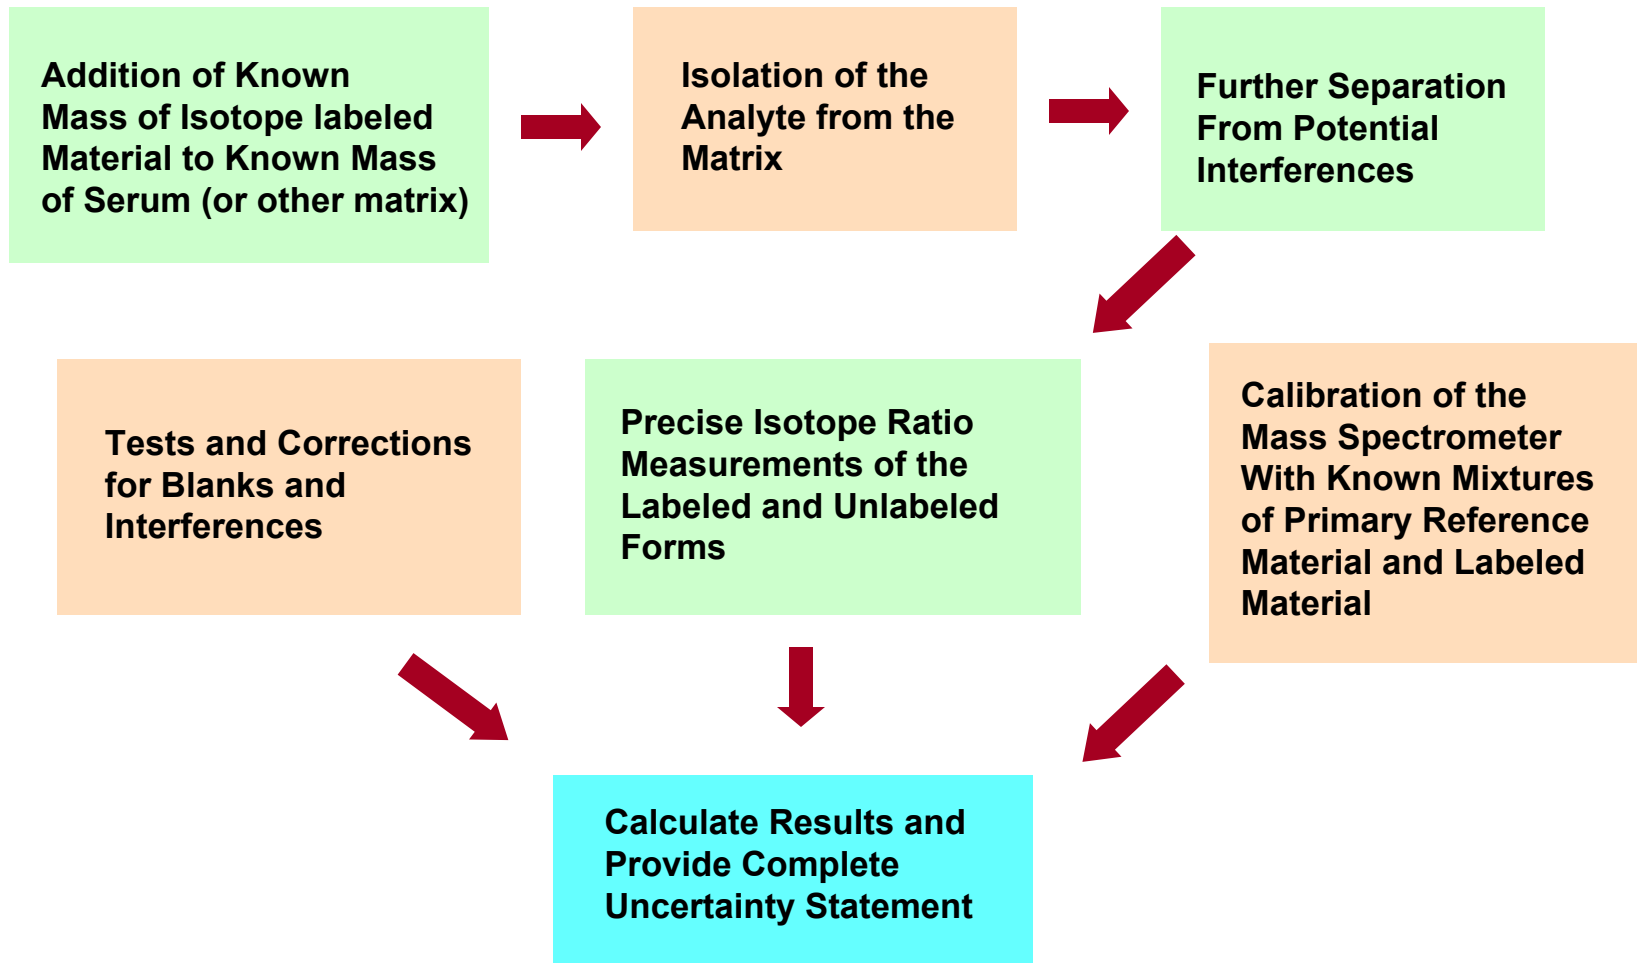 Addition of Known
Mass of Isotope labeled
Material to Known Mass
of Serum (or other matrix)
Isolation of the
Analyte from the
Matrix
Further Separation
From Potential
Interferences
Tests and Corrections
for Blanks and
Interferences
Precise Isotope Ratio
Measurements of the
Labeled and Unlabeled
Forms
Calibration of the
Mass Spectrometer
With Known Mixtures
of Primary Reference
Material and Labeled
Material
Calculate Results and
Provide Complete
Uncertainty Statement